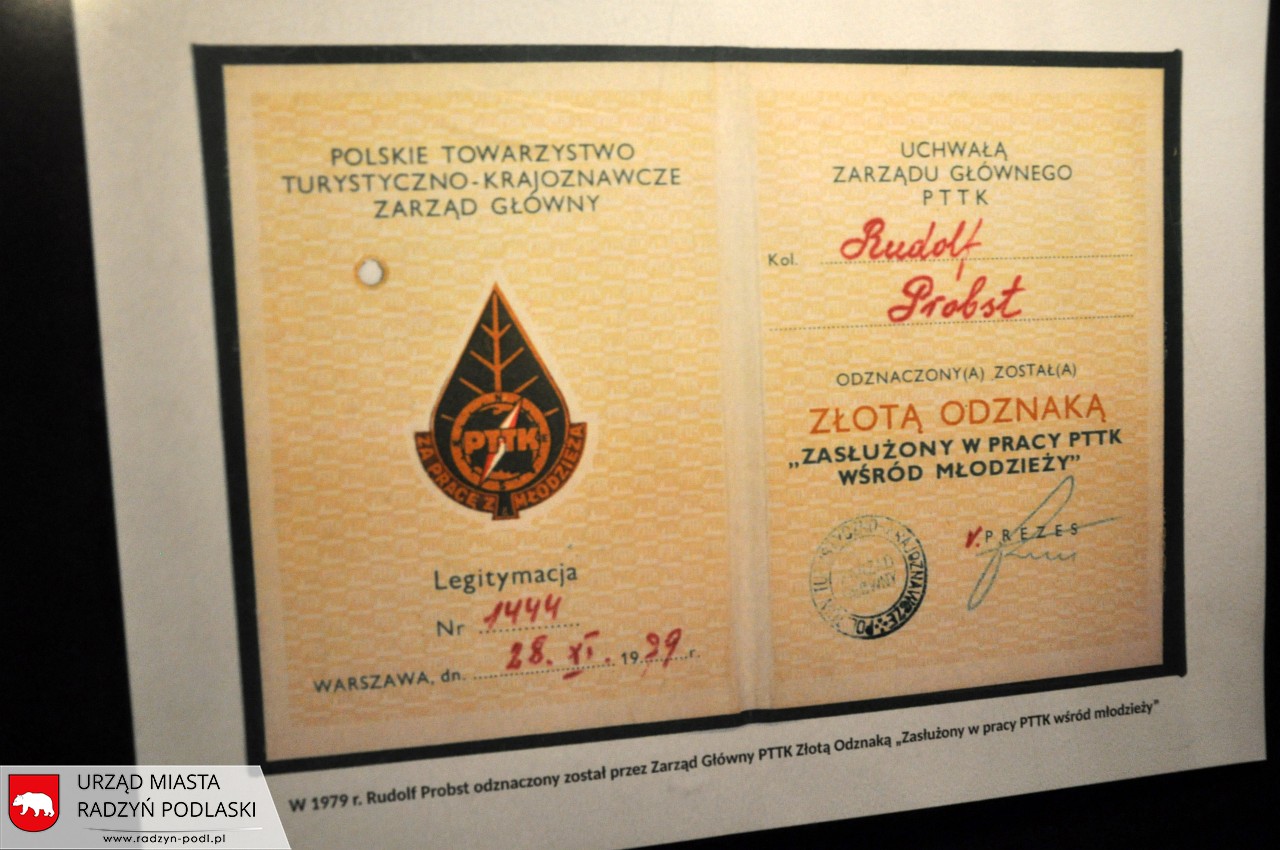 POLSKIE TOWARZYSTWO
TURYSTYCZNO-KRAJOZNAWCZE
ZARZĄD GŁÓWNY
PTTK
ZA PRACĘ Z MŁODZIEŻĄ
Legitymacja
Nr 1444
WARSZAWA, dn. 28. XI. 1979 r.
UCHWAŁĄ
ZARZĄDU GŁÓWNEGO
PTTK
Kol. Rudolf
Probst
ODZNACZONY(A) ZOSTAŁ(A)
ZŁOTĄ ODZNAKĄ
„ZASŁUŻONY W PRACY PTTK
WŚRÓD MŁODZIEŻY”
V. PREZES
W 1979 r. Rudolf Probst odznaczony został przez Zarząd Główny PTTK Złotą Odznaką „Zasłużony w pracy PTTK wśród młodzieży”
URZĄD MIASTA
RADZYŃ PODLASKI
www.radzyn-podl.pl